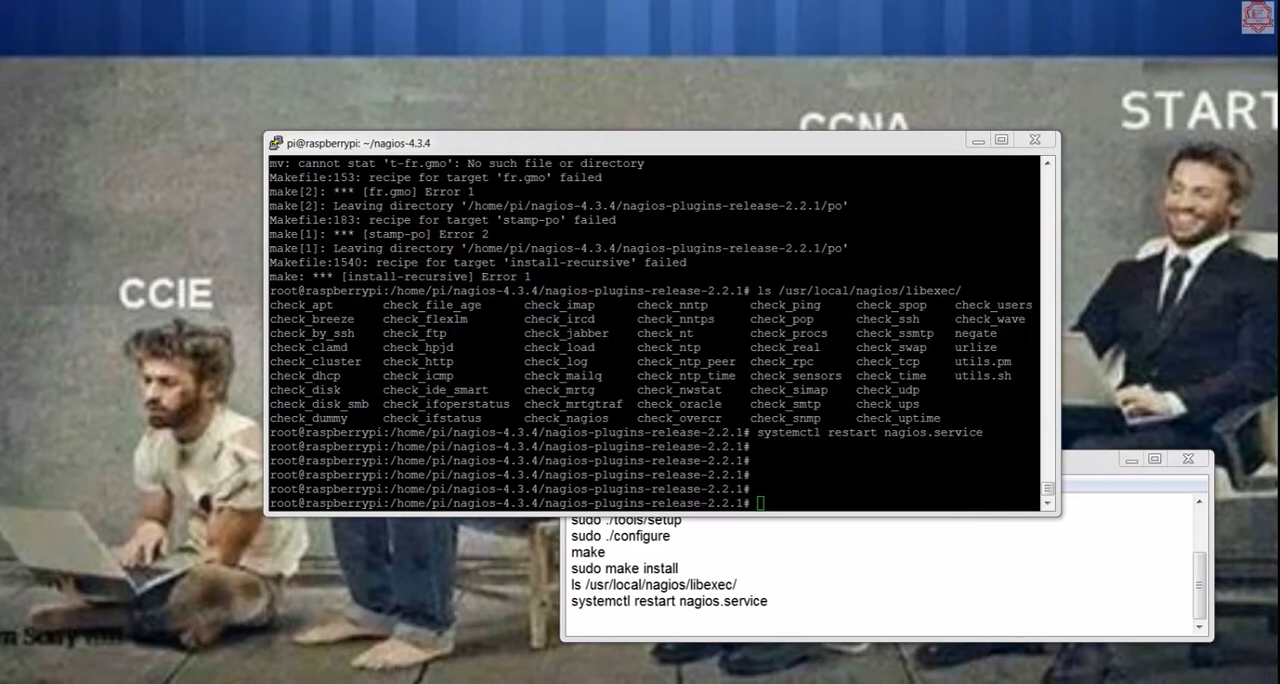 CCNA
START
CCIE
pi@raspberrypi: ~/nagios-4.3.4
mv: cannot stat 't-fr.gmo': No such file or directory
Makefile:153: recipe for target 'fr.gmo' failed
make[2]: *** [fr.gmo] Error 1
make[2]: Leaving directory '/home/pi/nagios-4.3.4/nagios-plugins-release-2.2.1/po'
Makefile:183: recipe for target 'stamp-po' failed
make[1]: *** [stamp-po] Error 2
make[1]: Leaving directory '/home/pi/nagios-4.3.4/nagios-plugins-release-2.2.1/po'
Makefile:1540: recipe for target 'install-recursive' failed
make: *** [install-recursive] Error 1
root@raspberrypi:/home/pi/nagios-4.3.4/nagios-plugins-release-2.2.1# ls /usr/local/nagios/libexec/
check_apt check_file_age check_imap check_nntp check_ping check_spop check_users
check_breeze check_flexlm check_ircd check_nntps check_pop check_ssh check_wave
check_by_ssh check_ftp check_jabber check_nt check_procs check_ssmtp negate
check_clamd check_hpjd check_load check_ntp check_real check_swap urlize
check_cluster check_http check_log check_ntp_peer check_rpc check_tcp utils.pm
check_dhcp check_icmp check_mailq check_ntp_time check_sensors check_time utils.sh
check_disk check_ide_smart check_mrtg check_nwstat check_simap check_udp
check_disk_smb check_ifoperstatus check_mrtgtraf check_oracle check_smtp check_ups
check_dummy check_ifstatus check_nagios check_overcr check_snmp check_uptime
root@raspberrypi:/home/pi/nagios-4.3.4/nagios-plugins-release-2.2.1# systemctl restart nagios.service
root@raspberrypi:/home/pi/nagios-4.3.4/nagios-plugins-release-2.2.1#
root@raspberrypi:/home/pi/nagios-4.3.4/nagios-plugins-release-2.2.1#
root@raspberrypi:/home/pi/nagios-4.3.4/nagios-plugins-release-2.2.1#
root@raspberrypi:/home/pi/nagios-4.3.4/nagios-plugins-release-2.2.1#
root@raspberrypi:/home/pi/nagios-4.3.4/nagios-plugins-release-2.2.1#
sudo ./tools/setup
sudo ./configure
make
sudo make install
ls /usr/local/nagios/libexec/
systemctl restart nagios.service